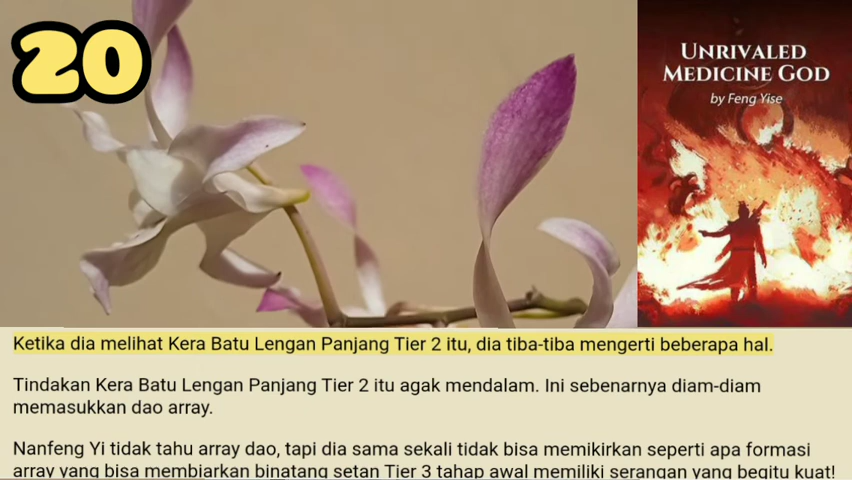 20
UNRIVALED
MEDICINE GOD
by Feng Yise
Ketika dia melihat Kera Batu Lengan Panjang Tier 2 itu, dia tiba-tiba mengerti beberapa hal.
Tindakan Kera Batu Lengan Panjang Tier 2 itu agak mendalam. Ini sebenarnya diam-diam
memasukkan dao array.
Nanfeng Yi tidak tahu array dao, tapi dia sama sekali tidak bisa memikirkan seperti apa formasi
array yang bisa membiarkan binatang setan Tier 3 tahap awal memiliki serangan yang begitu kuat!